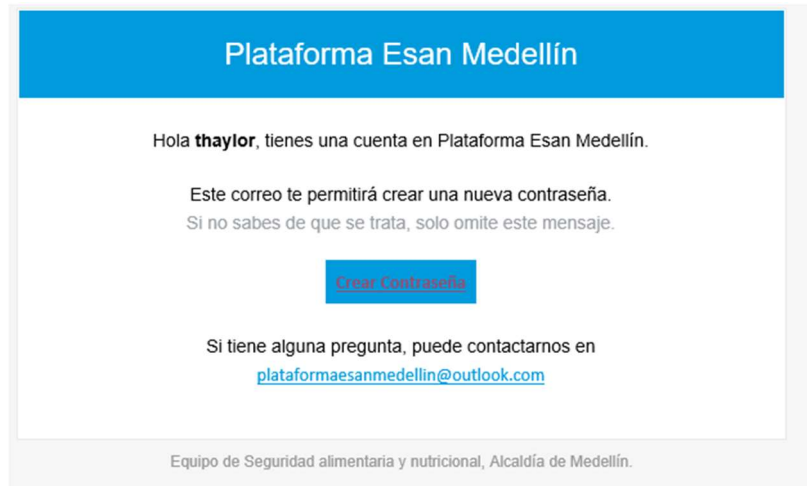 Plataforma Esan Medellín
Hola thaylor, tienes una cuenta en Plataforma Esan Medellín.
Este correo te permitirá crear una nueva contraseña.
Si no sabes de que se trata, solo omite este mensaje.
Crear Contraseña
Si tiene alguna pregunta, puede contactarnos en
plataformaesanmedellin@outlook.com
Equipo de Seguridad alimentaria y nutricional, Alcaldía de Medellín.